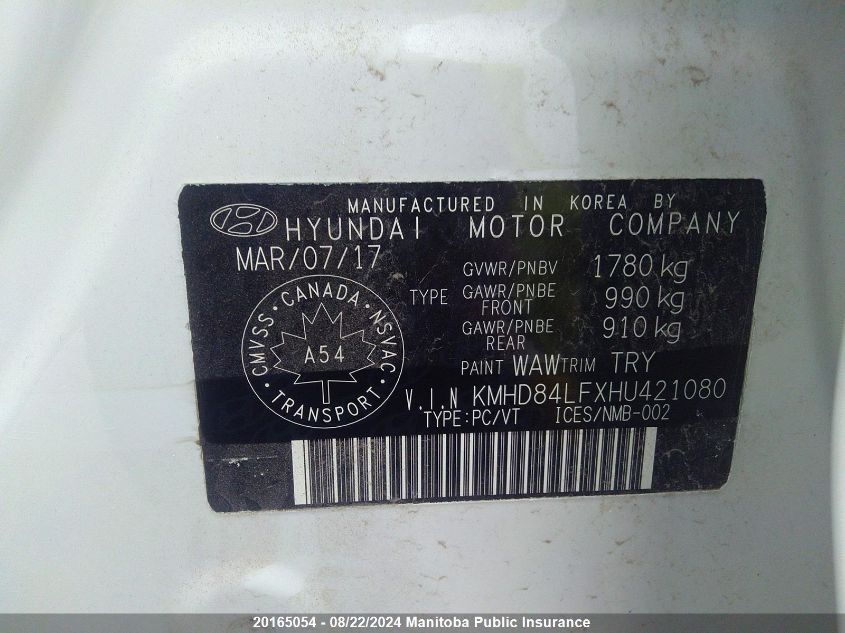 MANUFACTURED IN KOREA BY
HYUNDAI MOTOR COMPANY
MAR/07/17
GVWR/PNBV 1780 kg
TYPE GAWR/PNBE FRONT 990 kg
GAWR/PNBE REAR 910 kg
PAINT WAW TRIM TRY
CMVSS • CANADA • NSVAC • TRANSPORT •
A54
V.I.N KMHD84LFXHU421080
TYPE:PC/VT ICES/NMB-002
20165054 - 08/22/2024 Manitoba Public Insurance